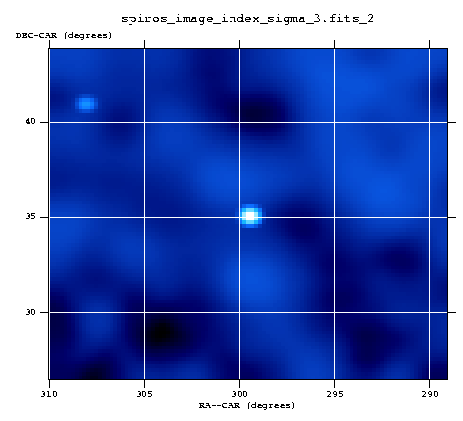 spiros_image_index_sigma_3.fits_2
DEC-CAR (degrees)
40
35
30
310 305 300 295 290
RA--CAR (degrees)